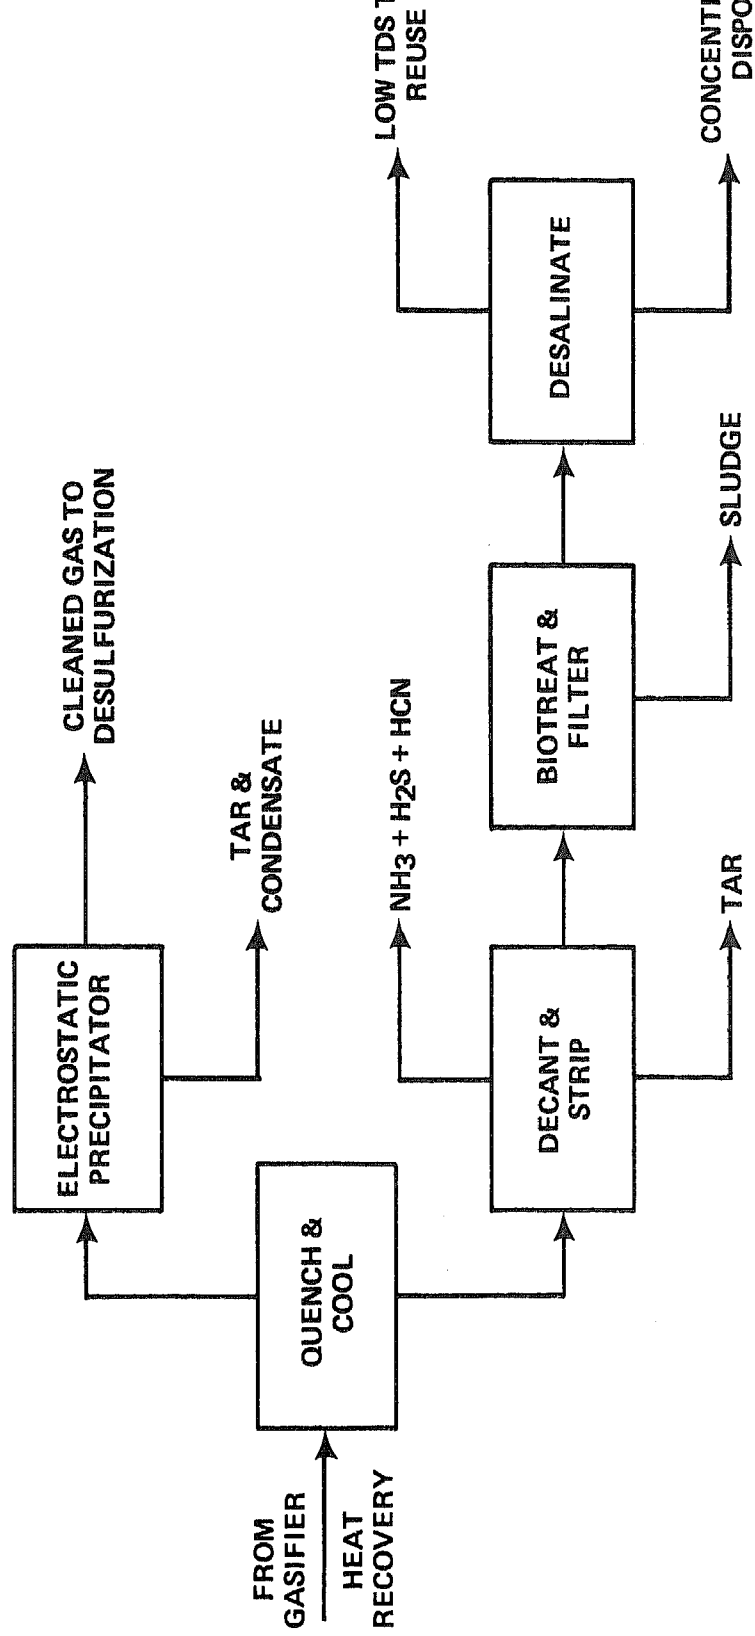 FROM
GASIFIER
HEAT
RECOVERY
QUENCH &
COOL
ELECTROSTATIC
PRECIPITATOR
CLEANED GAS TO
DESULFURIZATION
TAR &
CONDENSATE
DECANT &
STRIP
NH3 + H2S + HCN
TAR
BIOTREAT &
FILTER
SLUDGE
DESALINATE
LOW TDS
REUSE